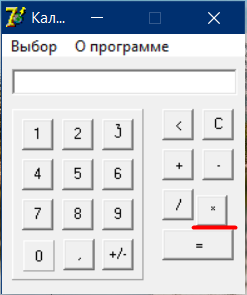 Кал...
Выбор О программе
1 2 3 < C
4 5 6 + -
7 8 9 / *
0 , +/- =